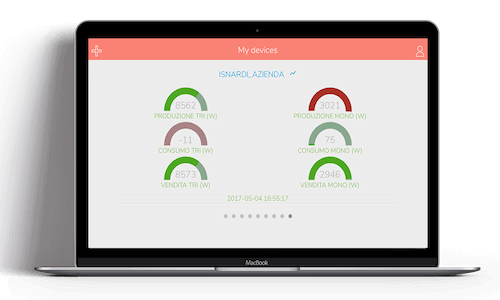 My devices
ISNARDI_AZIENDA
8562 3021
PRODUZIONE TRI (W) PRODUZIONE MONO (W)
-11 75
CONSUMO TRI (W) CONSUMO MONO (W)
8573 2946
VENDITA TRI (W) VENDITA MONO (W)
2017-05-04 16:55:17
MacBook